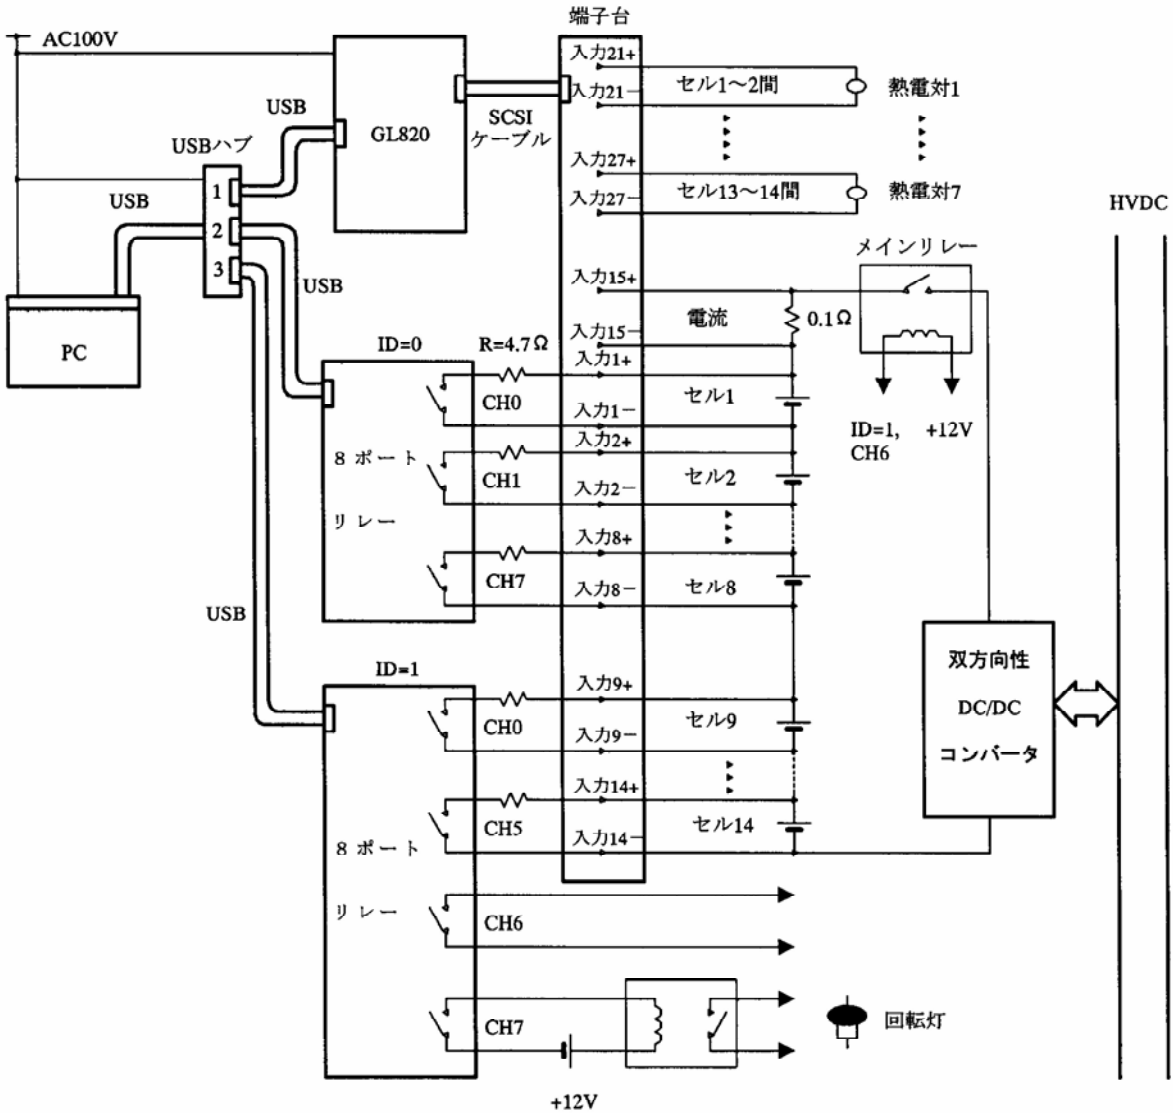 端子台
AC100V
入力21+
セル1～2間
熱電対1
入力21－
USB
GL820
SCSI
ケーブル
USBハブ
1
入力27+
USB
セル13～14間
熱電対7
入力27－
HVDC
2
メインリレー
3
USB
入力15+
電流
0.1Ω
入力15－
PC
ID=0
R=4.7Ω
入力1+
CH0
セル1
入力1－
ID=1,
CH6
+12V
入力2+
8ポート
CH1
セル2
入力2－
リレー
入力8+
CH7
セル8
入力8－
USB
双方向性
DC/DC
コンバータ
ID=1
入力9+
CH0
セル9
入力9－
入力14+
CH5
セル14
入力14－
8ポート
リレー
CH6
CH7
回転灯
+12V